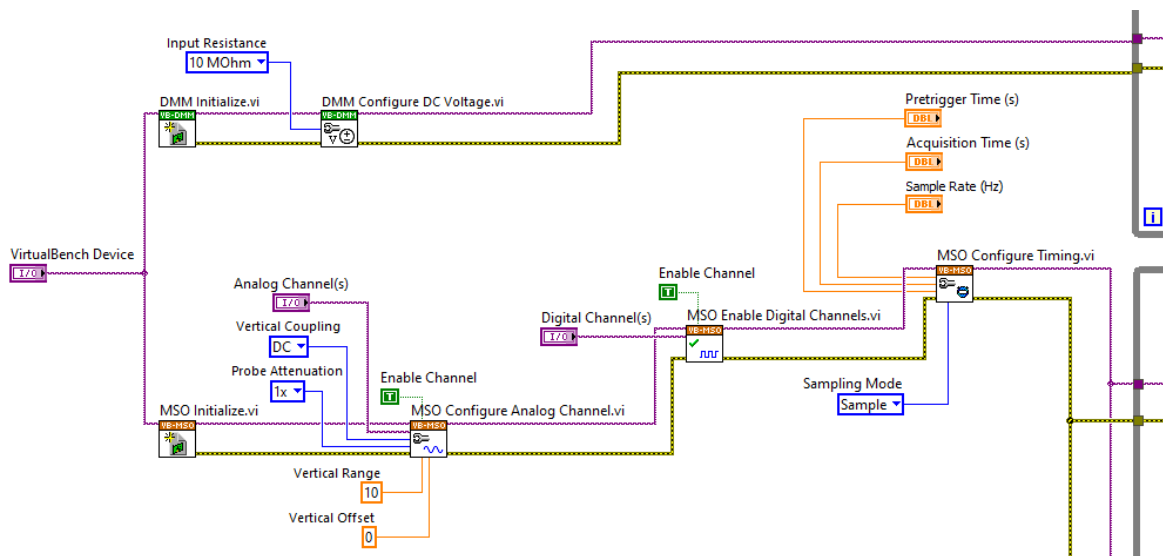 Input Resistance
10 MOhm
DMM Initialize.vi
DMM Configure DC Voltage.vi
VB-DMM
VB-DMM
Pretrigger Time (s)
DBL
Acquisition Time (s)
DBL
Sample Rate (Hz)
DBL
i
VirtualBench Device
I/O
MSO Configure Timing.vi
VB-MSO
Enable Channel
T
Analog Channel(s)
I/O
Digital Channel(s)
I/O
MSO Enable Digital Channels.vi
VB-MSO
Vertical Coupling
DC
Probe Attenuation
1x
Enable Channel
T
Sampling Mode
Sample
MSO Initialize.vi
MSO Configure Analog Channel.vi
VB-MSO
VB-MSO
Vertical Range
10
Vertical Offset
0